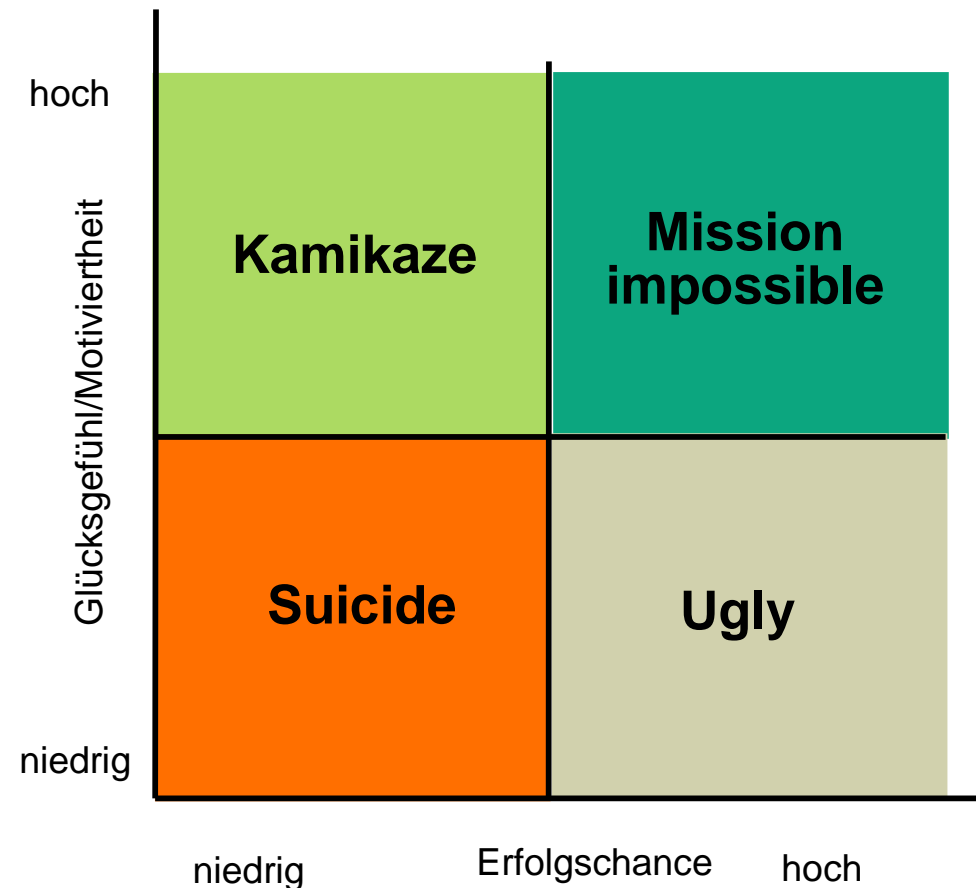 hoch
Glücksgefühl/Motiviertheit
Kamikaze
Mission
impossible
Suicide
Ugly
niedrig
niedrig
Erfolgschance
hoch